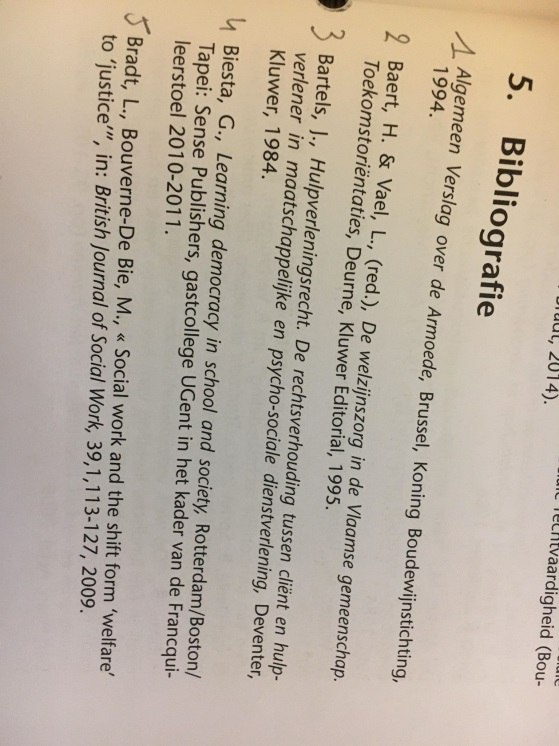 aut, 2014).
rechtvaardigheid (Bou-
5. Bibliografie
1 Algemeen Verslag over de Armoede, Brussel, Koning Boudewijnstichting,
1994.
2 Baert, H. & Vael, L., (red.), De welzijnszorg in de Vlaamse gemeenschap.
Toekomstoriëntaties, Deurne, Kluwer Editorial, 1995.
3 Bartels, J., Hulpverleningsrecht. De rechtsverhouding tussen cliënt en hulp-
verlener in maatschappelijke en psycho-sociale dienstverlening, Deventer,
Kluwer, 1984.
4 Biesta, G., Learning democracy in school and society, Rotterdam/Boston/
Tapei: Sense Publishers, gastcollege UGent in het kader van de Francqui-
leerstoel 2010-2011.
5 Bradt, L., Bouverne-De Bie, M., « Social work and the shift form ‘welfare’
to ‘justice’”, in: British Journal of Social Work, 39,1,113-127, 2009.